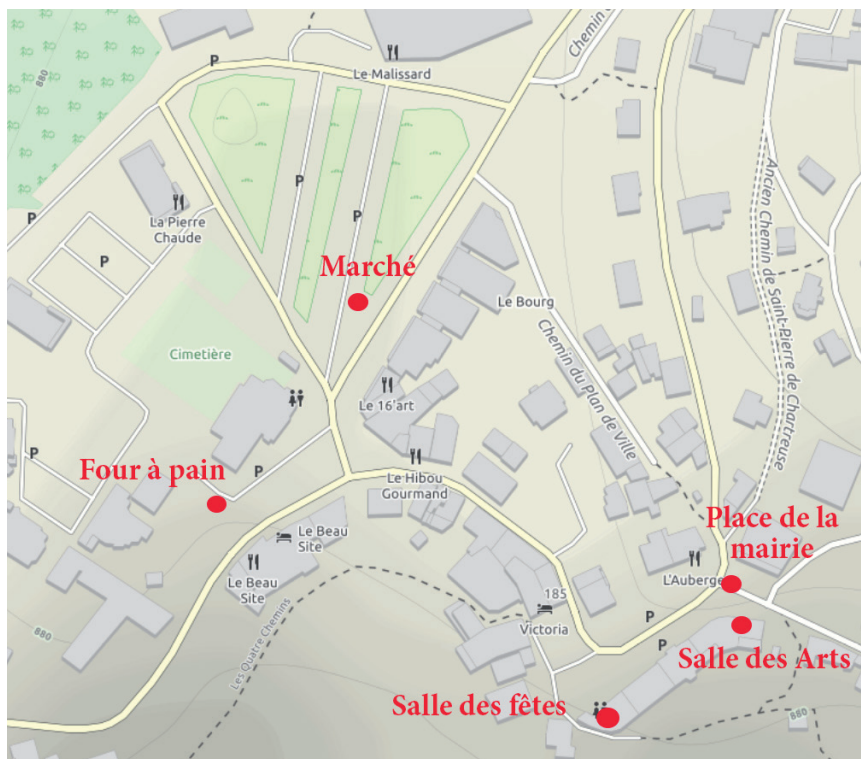 880
P
Le Malissard
Chemin
La Pierre
Chaude
P
P
P
P
Marché
Le Bourg
Ancien Chemin de Saint-Pierre de Chartreuse
Cimetière
Chemin du Plan de Ville
Le 16'art
Four à pain
P
P
Le Hibou
Gourmand
Place de la
mairie
Le Beau
Site
Le Beau
Site
L'Auberge
185
Victoria
P
P
Salle des Arts
880
Les Quatre Chemins
Salle des fêtes
880